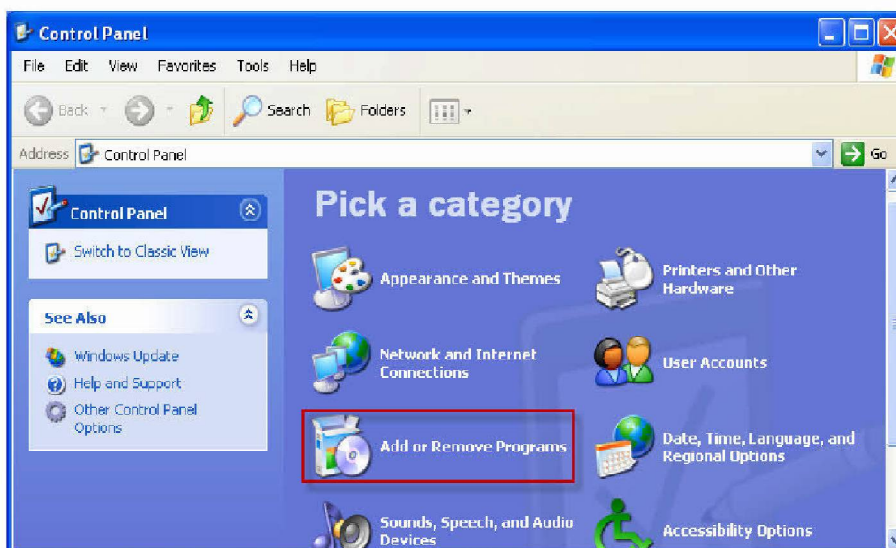 Control Panel
File Edit View Favorites Tools Help
Back Search Folders
Address Control Panel Go
Control Panel
Switch to Classic View
See Also
Windows Update
Help and Support
Other Control Panel
Options
Pick a category
Appearance and Themes
Printers and Other
Hardware
Network and Internet
Connections
User Accounts
Add or Remove Programs
Date, Time, Language, and
Regional Options
Sounds, Speech, and Audio
Devices
Accessibility Options